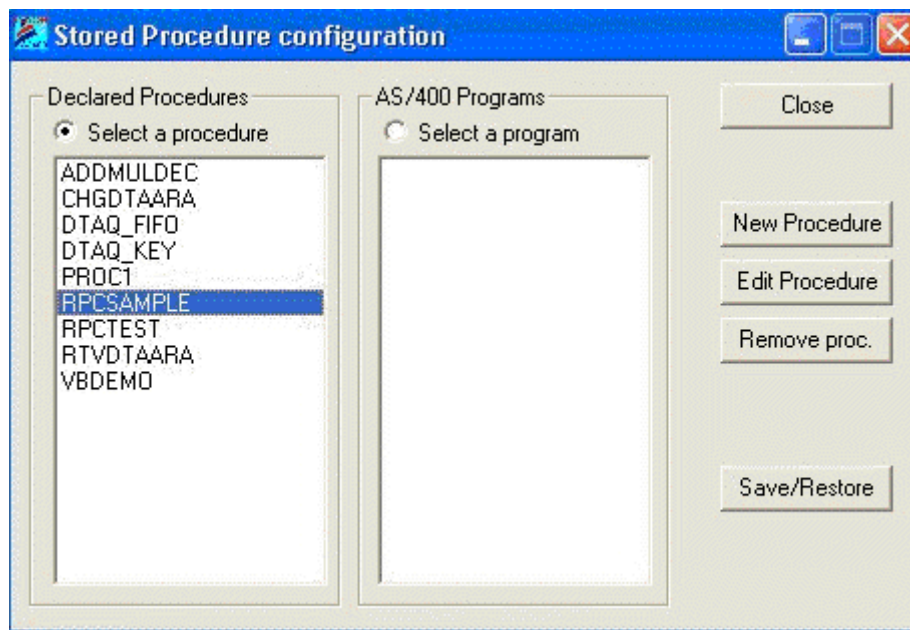 Stored Procedure configuration
Declared Procedures
Select a procedure
ADDMULDEC
CHGDTAARA
DTAQ_FIFO
DTAQ_KEY
PROC1
RPCSAMPLE
RPCTEST
RTVDTAARA
VBDEMO
AS/400 Programs
Select a program
Close
New Procedure
Edit Procedure
Remove proc.
Save/Restore